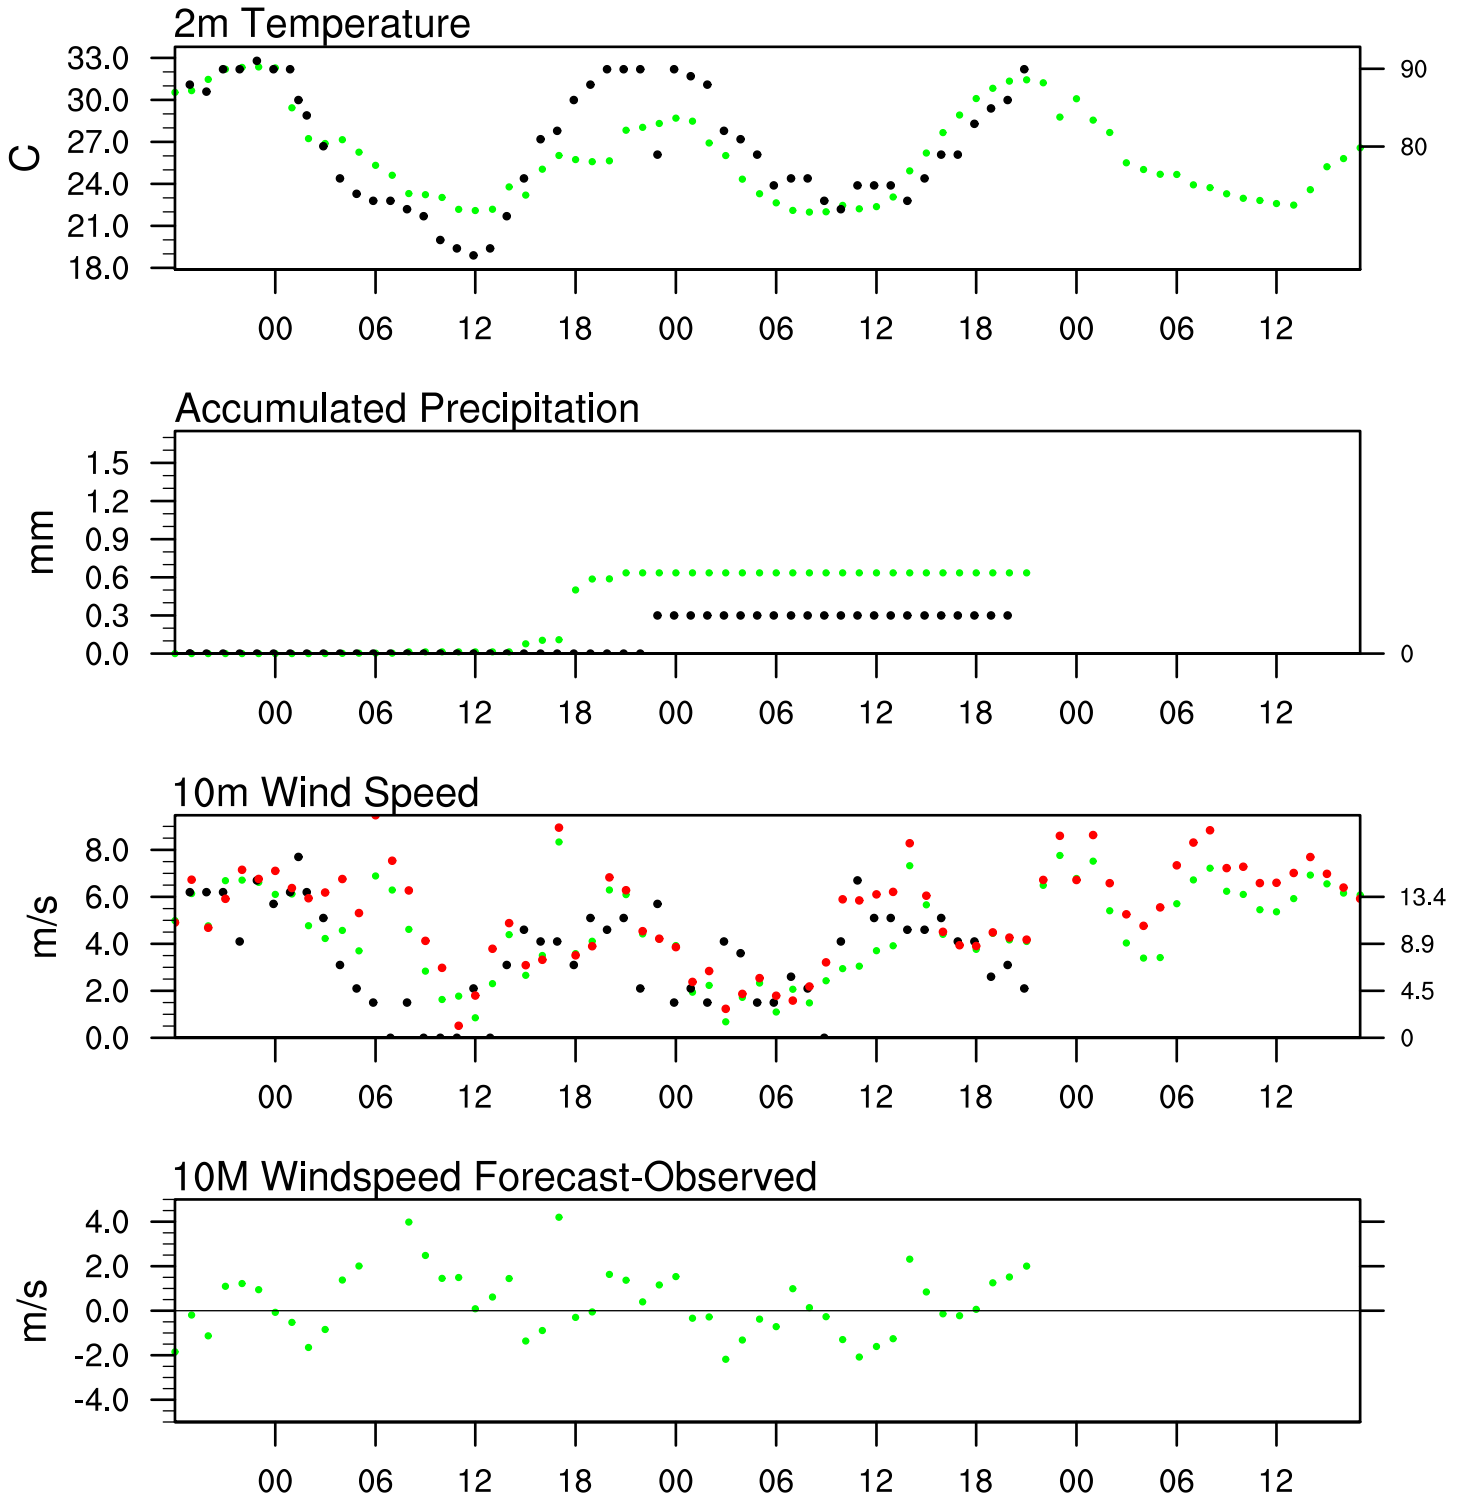 2m Temperature
33.0
30.0
27.0
24.0
21.0
18.0
C
90
80
00 06 12 18 00 06 12 18 00 06 12
Accumulated Precipitation
1.5
1.2
0.9
0.6
0.3
0.0
mm
0
00 06 12 18 00 06 12 18 00 06 12
10m Wind Speed
8.0
6.0
4.0
2.0
0.0
m/s
13.4
8.9
4.5
0
00 06 12 18 00 06 12 18 00 06 12
10M Windspeed Forecast-Observed
4.0
2.0
0.0
-2.0
-4.0
m/s
00 06 12 18 00 06 12 18 00 06 12